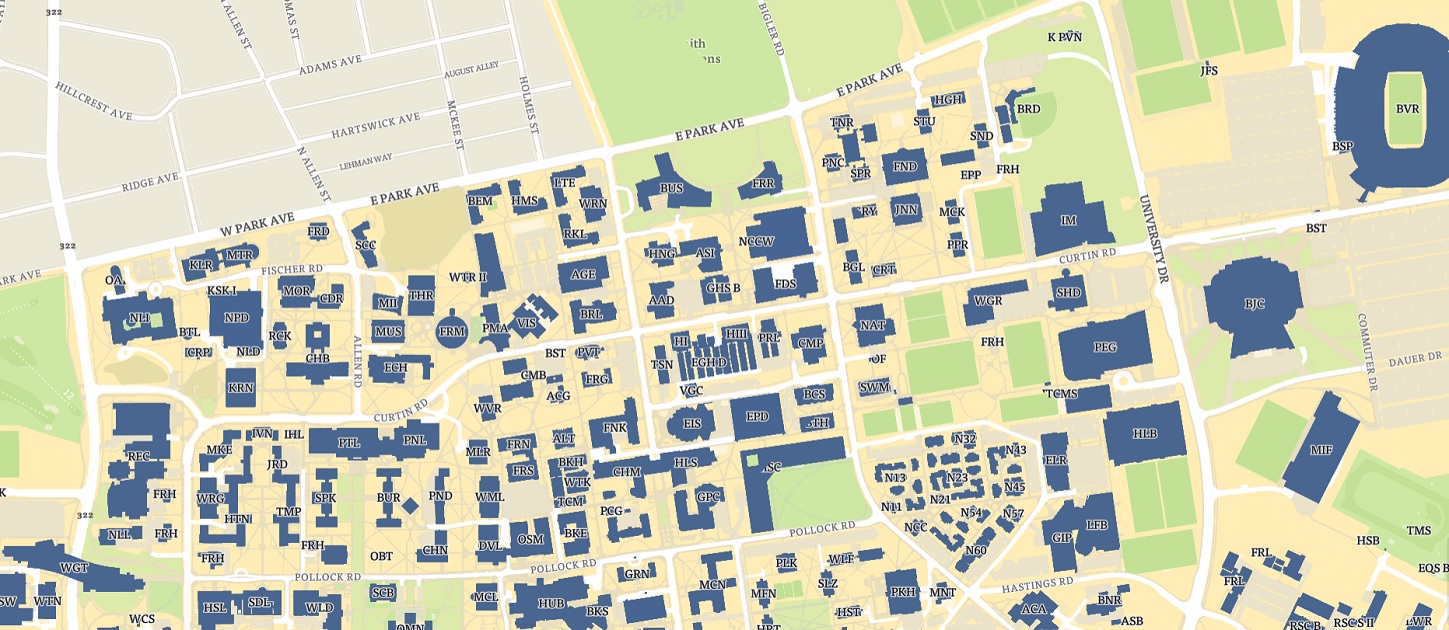 322
N ALLEN ST
BIGLER RD
K PVN
ith
ons
ADAMS AVE
AUGUST ALLEY
HOLMES ST
MCKEE ST
HILLCREST AVE
HARTSWICK AVE
LEHMAN WAY
RIDGE AVE
N ALLEN ST
E PARK AVE
E PARK AVE
E PARK AVE
W PARK AVE
JFS
BVR
BSP
BST
HGH
BRD
STU
TNR
SND
PNC
SPR
FND
EPP
FRH
BUS
FRR
LTE
BEM
HMS
WRN
RKL
JNN
MCK
IM
PPR
UNIVERSITY DR
CURTIN RD
322
FRD
SCC
MTR
KLR
FISCHER RD
WTR II
AGE
HNG
ASI
NCCW
BGL
CRT
FDS
GHS B
AAD
KSK I
MOR
CDR
MII
THR
NLI
NPD
BTL
RCK
MUS
FRM
PMA
VIS
BRL
WGR
SHD
BJC
NAT
HI
HIII
PRL
CMP
EGH D
TSN
PVT
BST
ICRP
NLD
CHB
ECH
ALLEN RD
KRN
CMB
FRG
ACG
VGC
OF
FRH
PEG
COMMUTER DR
DAUER DR
SWM
TCMS
BCS
EPD
EIS
CURTIN RD
WVR
FNK
HLB
MIF
MKE
IVN
IHL
PTL
PNL
MLR
FRN
ALT
REC
JRD
FRS
BKH
WTK
CHM
HLS
N32
N43
N13
N23
N45
N21
N11
N54
N57
NCC
N60
FRH
WRG
HTN
TMP
SPK
BUR
PND
WML
TCM
PCG
GPC
POLLOCK RD
LFB
GIP
TMS
HSB
NLL
FRH
FRH
FRH
OBT
CHN
DVL
OSM
BKE
WGT
POLLOCK RD
POLLOCK RD
GRN
MCN
PLK
WLF
SLZ
MFN
PKH
MNT
HASTINGS RD
FRL
FRL
EQS B
WTN
WCS
HSL
SDL
WLD
SCB
MCL
HUB
BKS
HST
ACA
BNR
ASB
RSC B
RSC S II